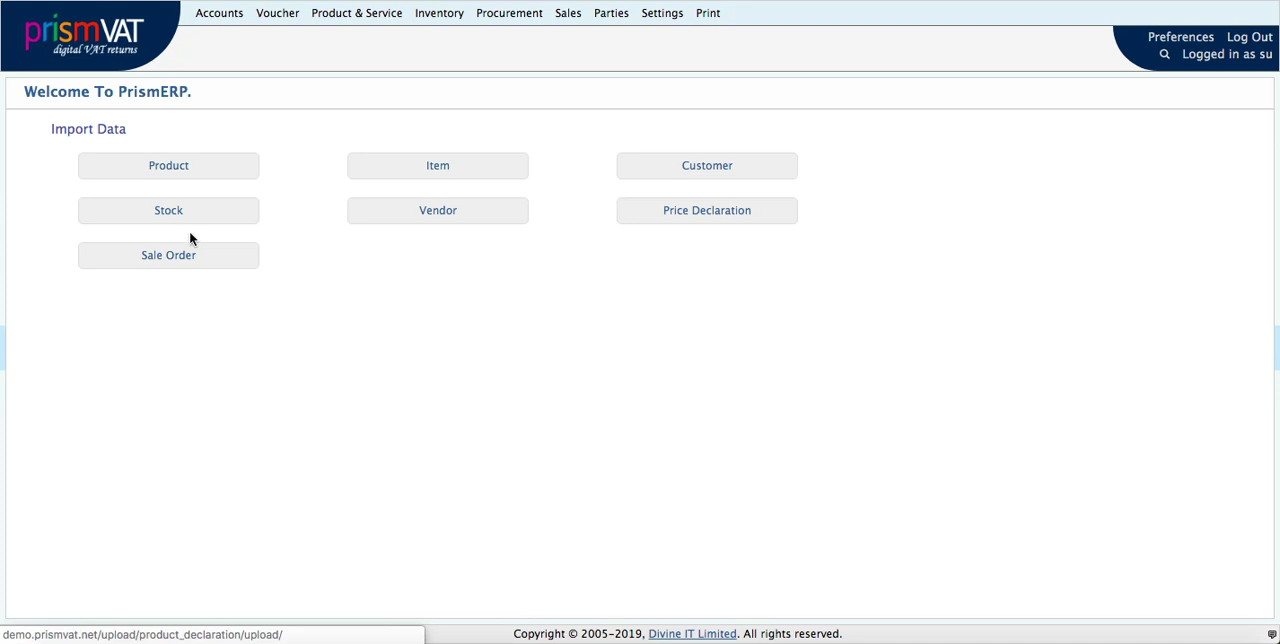 prismVAT
digital VAT returns
Accounts Voucher Product & Service Inventory Procurement Sales Parties Settings Print
Preferences Log Out
Logged in as su
Welcome To PrismERP.
Import Data
Product Item Customer
Stock Vendor Price Declaration
Sale Order
demo.prismvat.net/upload/product_declaration/upload/
Copyright © 2005-2019, Divine IT Limited. All rights reserved.